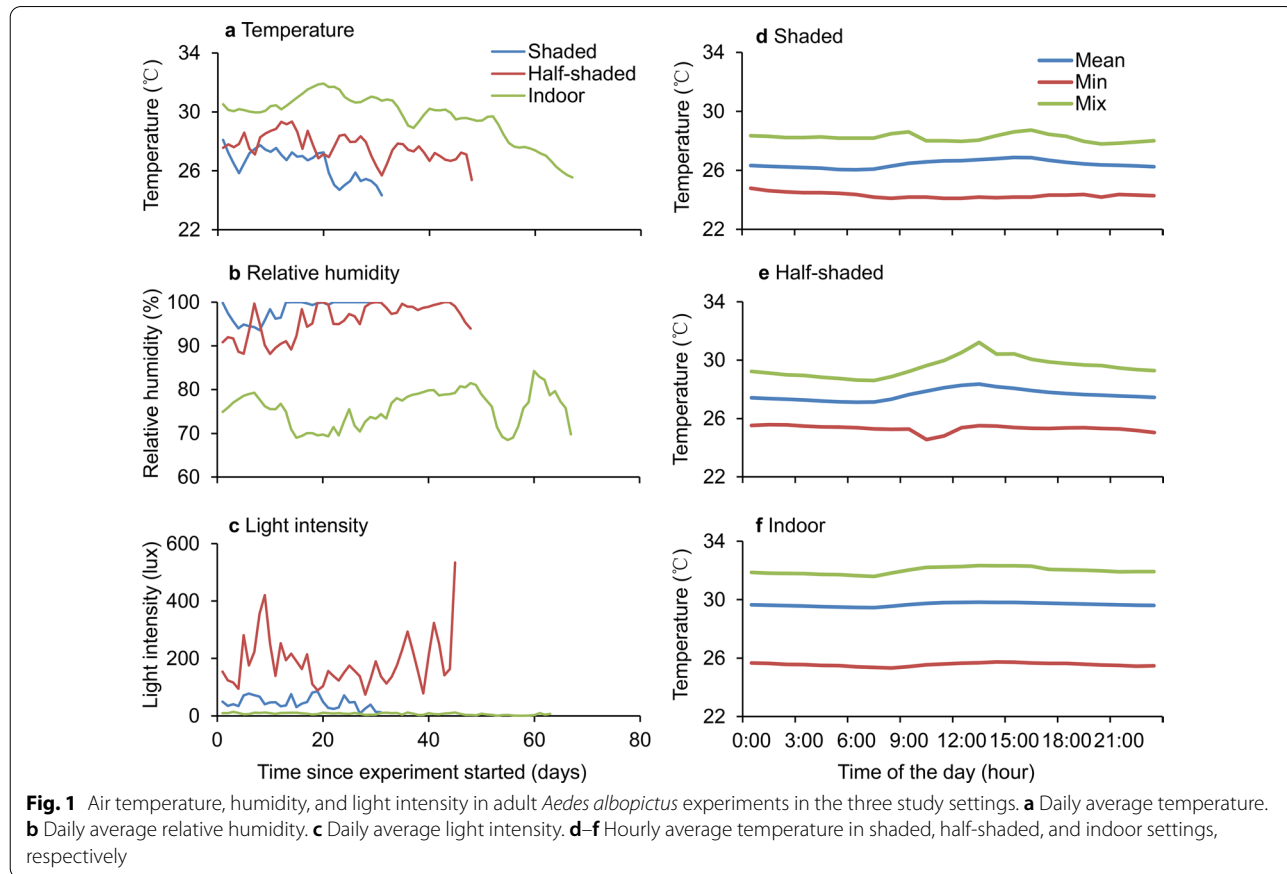 a Temperature
34
30
26
22
Temperature (℃)
Shaded
Half-shaded
Indoor
b Relative humidity
100
90
80
70
60
Relative humidity (%)
c Light intensity
600
400
200
0
Light intensity (lux)
0 20 40 60 80
Time since experiment started (days)
d Shaded
34
30
26
22
Temperature (℃)
Mean
Min
Mix
e Half-shaded
34
30
26
22
Temperature (℃)
f Indoor
34
30
26
22
Temperature (℃)
0:00 3:00 6:00 9:00 12:00 15:00 18:00 21:00
Time of the day (hour)
Fig. 1 Air temperature, humidity, and light intensity in adult Aedes albopictus experiments in the three study settings. a Daily average temperature.
b Daily average relative humidity. c Daily average light intensity. d–f Hourly average temperature in shaded, half-shaded, and indoor settings,
respectively